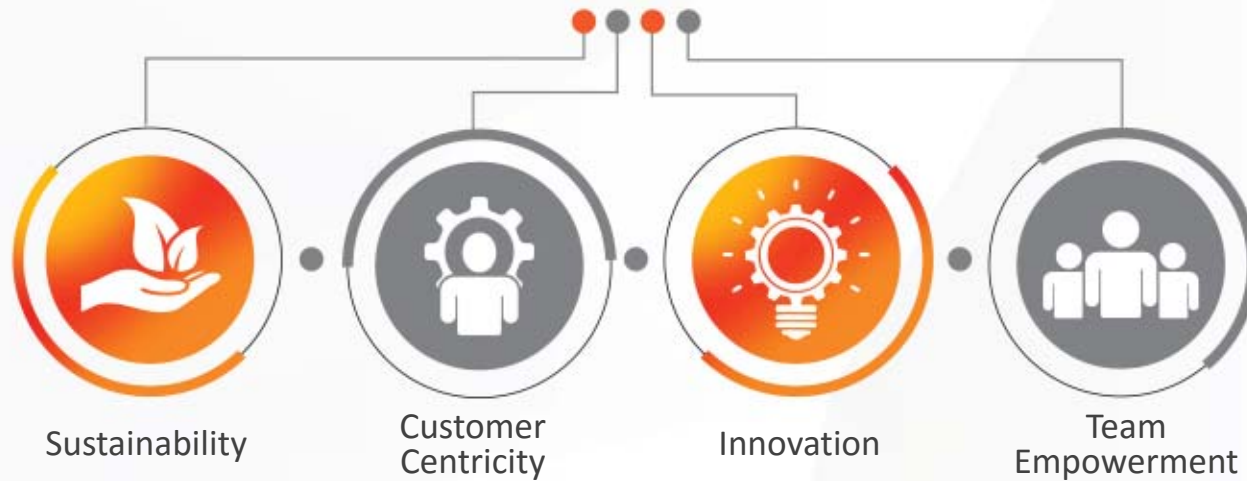 Sustainability
Customer
Centricity
Innovation
Team
Empowerment